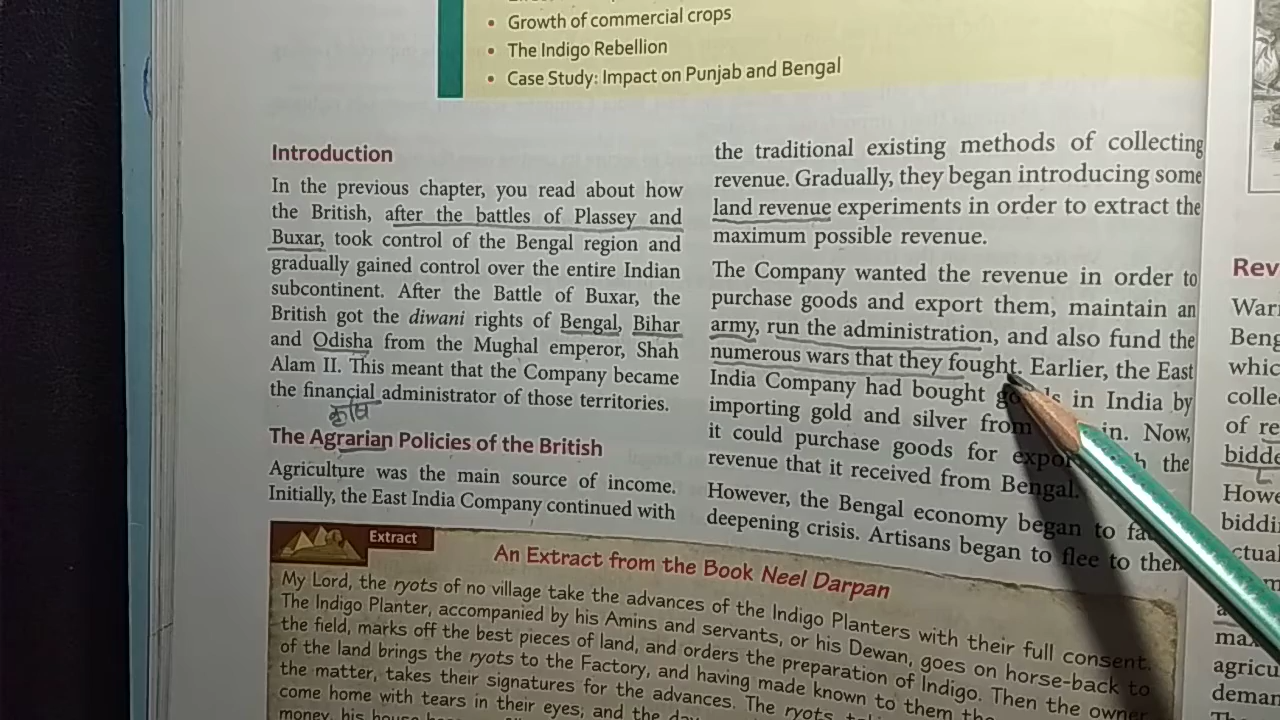 • Growth of commercial crops
• The Indigo Rebellion
• Case Study: Impact on Punjab and Bengal
Introduction
In the previous chapter, you read about how
the British, after the battles of Plassey and
Buxar, took control of the Bengal region and
gradually gained control over the entire Indian
subcontinent. After the Battle of Buxar, the
British got the diwani rights of Bengal, Bihar
and Odisha from the Mughal emperor, Shah
Alam II. This meant that the Company became
the financial administrator of those territories.
कृषि
The Agrarian Policies of the British
Agriculture was the main source of income.
Initially, the East India Company continued with
the traditional existing methods of collecting
revenue. Gradually, they began introducing some
land revenue experiments in order to extract the
maximum possible revenue.
The Company wanted the revenue in order to
purchase goods and export them, maintain an
army, run the administration, and also fund the
numerous wars that they fought. Earlier, the East
India Company had bought in India by
importing gold and silver from Now,
it could purchase goods for the
revenue that it received from Bengal.
However, the Bengal economy began to
deepening crisis. Artisans began to flee to
Extract
An Extract from the Book Neel Darpan
My Lord, the ryots of no village take the advances of the Indigo Planters with their full consent.
The Indigo Planter, accompanied by his Amins and servants, or his Dewan, goes on horse-back to
the field, marks off the best pieces of land, and orders the preparation of Indigo. Then the owner
of the land brings the ryots to the Factory, and having made known to them the
the matter, takes their signatures for the advances. The ryots
come home with tears in their eyes, and the
money, his
Rev
Beng
whic
of re
bidde
Howe
biddi
agricu